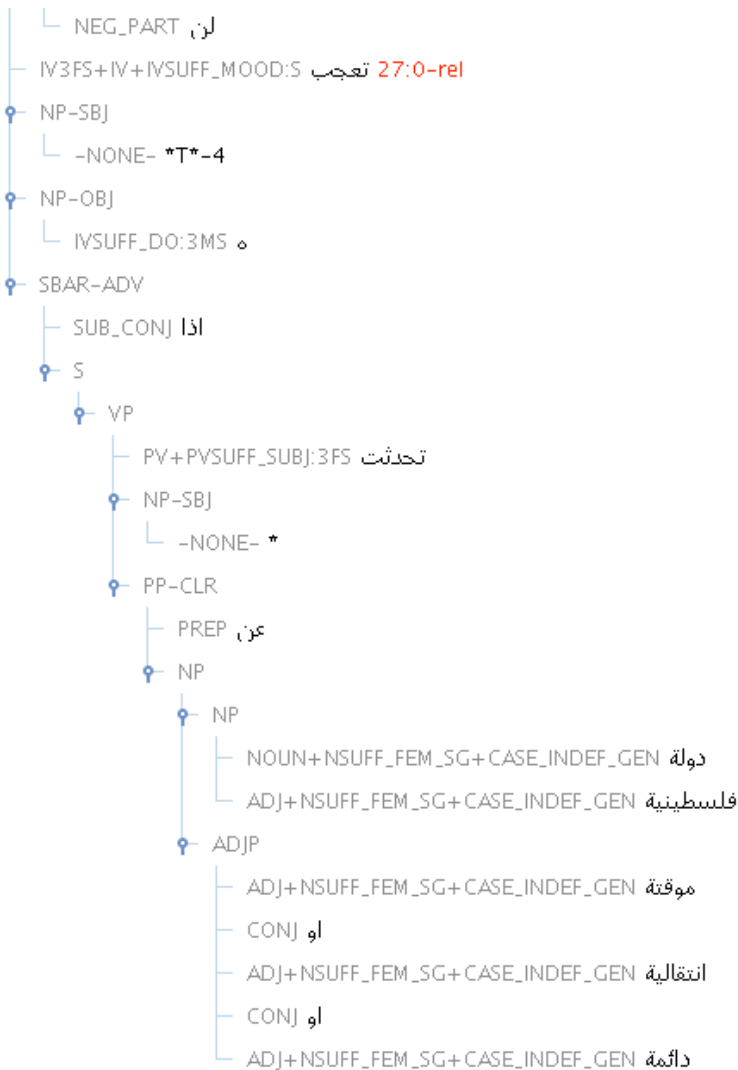 NEG_PART لن
IV3FS+IV+IVSUFF_MOOD:S تعجب 27:0-rel
NP-SBJ
-NONE- *T*-4
NP-OBJ
IVSUFF_DO:3MS ه
SBAR-ADV
SUB_CONJ اذا
S
VP
PV+PVSUFF_SUBJ:3FS تحدثت
NP-SBJ
-NONE- *
PP-CLR
PREP عن
NP
NP
NOUN+NSUFF_FEM_SG+CASE_INDEF_GEN دولة
ADJ+NSUFF_FEM_SG+CASE_INDEF_GEN فلسطينية
ADJP
ADJ+NSUFF_FEM_SG+CASE_INDEF_GEN موقتة
CONJ او
ADJ+NSUFF_FEM_SG+CASE_INDEF_GEN انتقالية
CONJ او
ADJ+NSUFF_FEM_SG+CASE_INDEF_GEN دائمة